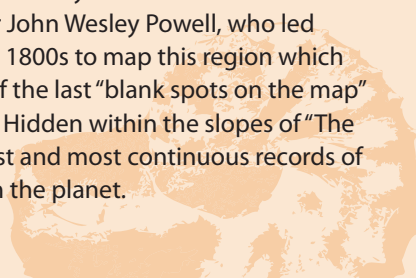 John Wesley Powell, who led
1800s to map this region which
f the last “blank spots on the map”
Hidden within the slopes of “The
st and most continuous records of
the planet.